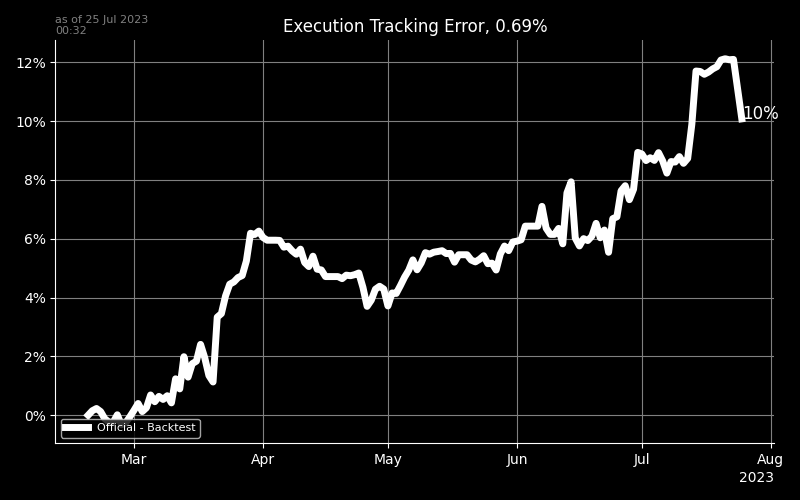 as of 25 Jul 2023
00:32
Execution Tracking Error, 0.69%
12%
10%
8%
6%
4%
2%
0%
10%
Official - Backtest
Mar
Apr
May
Jun
Jul
Aug
2023